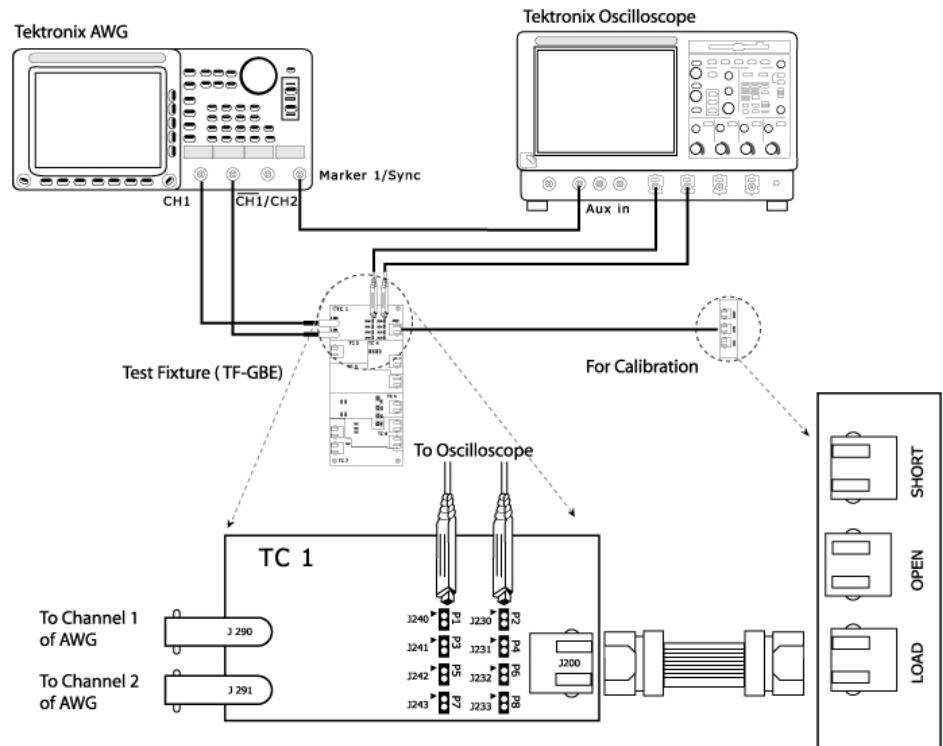 Tektronix AWG
Tektronix Oscilloscope
Marker 1/Sync
CH1
CH1/CH2
Aux in
TC 1
Test Fixture ( TF-GBE)
For Calibration
To Oscilloscope
TC 1
To Channel 1
of AWG
To Channel 2
of AWG
J 290
J 291
J240 P1
J230 P2
J241 P3
J231 P4
J242 P5
J232 P6
J243 P7
J233 P8
J200
SHORT
OPEN
LOAD